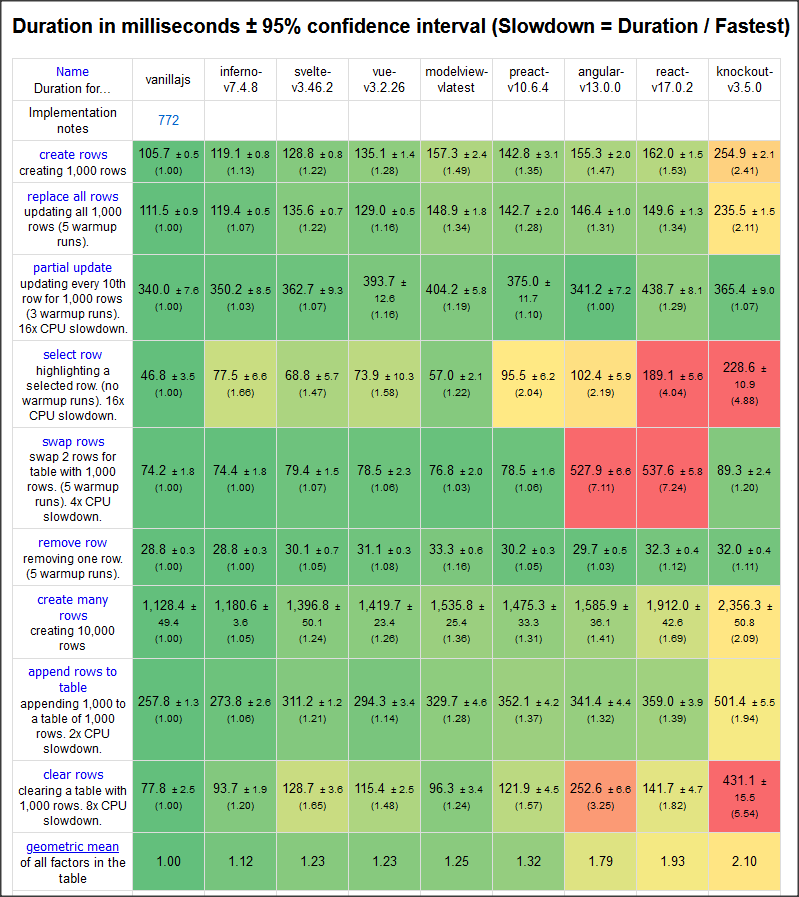 Duration in milliseconds ± 95% confidence interval (Slowdown = Duration / Fastest)
Name
Duration for...
vanillajs
inferno-
v7.4.8
svelte-
v3.46.2
vue-
v3.2.26
modelview-
vlatest
preact-
v10.6.4
angular-
v13.0.0
react-
v17.0.2
knockout-
v3.5.0
Implementation
notes
772
create rows
creating 1,000 rows
105.7 ± 0.5
(1.00)
119.1 ± 0.8
(1.13)
128.8 ± 0.8
(1.22)
135.1 ± 1.4
(1.28)
157.3 ± 2.4
(1.49)
142.8 ± 3.1
(1.35)
155.3 ± 2.0
(1.47)
162.0 ± 1.5
(1.53)
254.9 ± 2.1
(2.41)
replace all rows
updating all 1,000
rows (5 warmup
runs).
111.5 ± 0.9
(1.00)
119.4 ± 0.5
(1.07)
135.6 ± 0.7
(1.22)
129.0 ± 0.5
(1.16)
148.9 ± 1.8
(1.34)
142.7 ± 2.0
(1.28)
146.4 ± 1.0
(1.31)
149.6 ± 1.3
(1.34)
235.5 ± 1.5
(2.11)
partial update
updating every 10th
row for 1,000 rows
(3 warmup runs).
16x CPU slowdown.
340.0 ± 7.6
(1.00)
350.2 ± 8.5
(1.03)
362.7 ± 9.3
(1.07)
393.7 ±
12.6
(1.16)
404.2 ± 5.8
(1.19)
375.0 ±
11.7
(1.10)
341.2 ± 7.2
(1.00)
438.7 ± 8.1
(1.29)
365.4 ± 9.0
(1.07)
select row
highlighting a
selected row. (no
warmup runs). 16x
CPU slowdown.
46.8 ± 3.5
(1.00)
77.5 ± 6.6
(1.66)
68.8 ± 5.7
(1.47)
73.9 ± 10.3
(1.58)
57.0 ± 2.1
(1.22)
95.5 ± 6.2
(2.04)
102.4 ± 5.9
(2.19)
189.1 ± 5.6
(4.04)
228.6 ±
10.9
(4.88)
swap rows
swap 2 rows for
table with 1,000
rows. (5 warmup
runs). 4x CPU
slowdown.
74.2 ± 1.8
(1.00)
74.4 ± 1.8
(1.00)
79.4 ± 1.5
(1.07)
78.5 ± 2.3
(1.06)
76.8 ± 2.0
(1.03)
78.5 ± 1.6
(1.06)
527.9 ± 6.6
(7.11)
537.6 ± 5.8
(7.24)
89.3 ± 2.4
(1.20)
remove row
removing one row.
(5 warmup runs).
28.8 ± 0.3
(1.00)
28.8 ± 0.3
(1.00)
30.1 ± 0.7
(1.05)
31.1 ± 0.3
(1.08)
33.3 ± 0.6
(1.16)
30.2 ± 0.3
(1.05)
29.7 ± 0.5
(1.03)
32.3 ± 0.4
(1.12)
32.0 ± 0.4
(1.11)
create many
rows
creating 10,000
rows
1,128.4 ±
49.4
(1.00)
1,180.6 ±
3.6
(1.05)
1,396.8 ±
50.1
(1.24)
1,419.7 ±
23.4
(1.26)
1,535.8 ±
25.4
(1.36)
1,475.3 ±
33.3
(1.31)
1,585.9 ±
36.1
(1.41)
1,912.0 ±
42.6
(1.69)
2,356.3 ±
50.8
(2.09)
append rows to
table
appending 1,000 to
a table of 1,000
rows. 2x CPU
slowdown.
257.8 ± 1.3
(1.00)
273.8 ± 2.6
(1.06)
311.2 ± 1.2
(1.21)
294.3 ± 3.4
(1.14)
329.7 ± 4.6
(1.28)
352.1 ± 4.2
(1.37)
341.4 ± 4.4
(1.32)
359.0 ± 3.9
(1.39)
501.4 ± 5.5
(1.94)
clear rows
clearing a table with
1,000 rows. 8x CPU
slowdown.
77.8 ± 2.5
(1.00)
93.7 ± 1.9
(1.20)
128.7 ± 3.6
(1.65)
115.4 ± 2.5
(1.48)
96.3 ± 3.4
(1.24)
121.9 ± 4.5
(1.57)
252.6 ± 6.6
(3.25)
141.7 ± 4.7
(1.82)
431.1 ±
15.5
(5.54)
geometric mean
of all factors in the
table
1.00
1.12
1.23
1.23
1.25
1.32
1.79
1.93
2.10